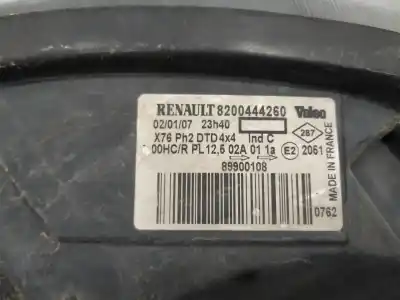 RENAULT 8200444260 Valeo
02/01/07 23h40 287
X76 Ph2 DTD 4x4 Ind C
00HC/R PL 12,5 02A 01 1a E2 2051
89900108
0762
MADE IN FRANCE